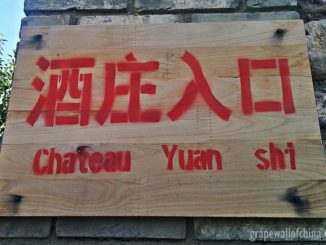 酒庄入口
Chateau Yuan shi
grapewallofchina.